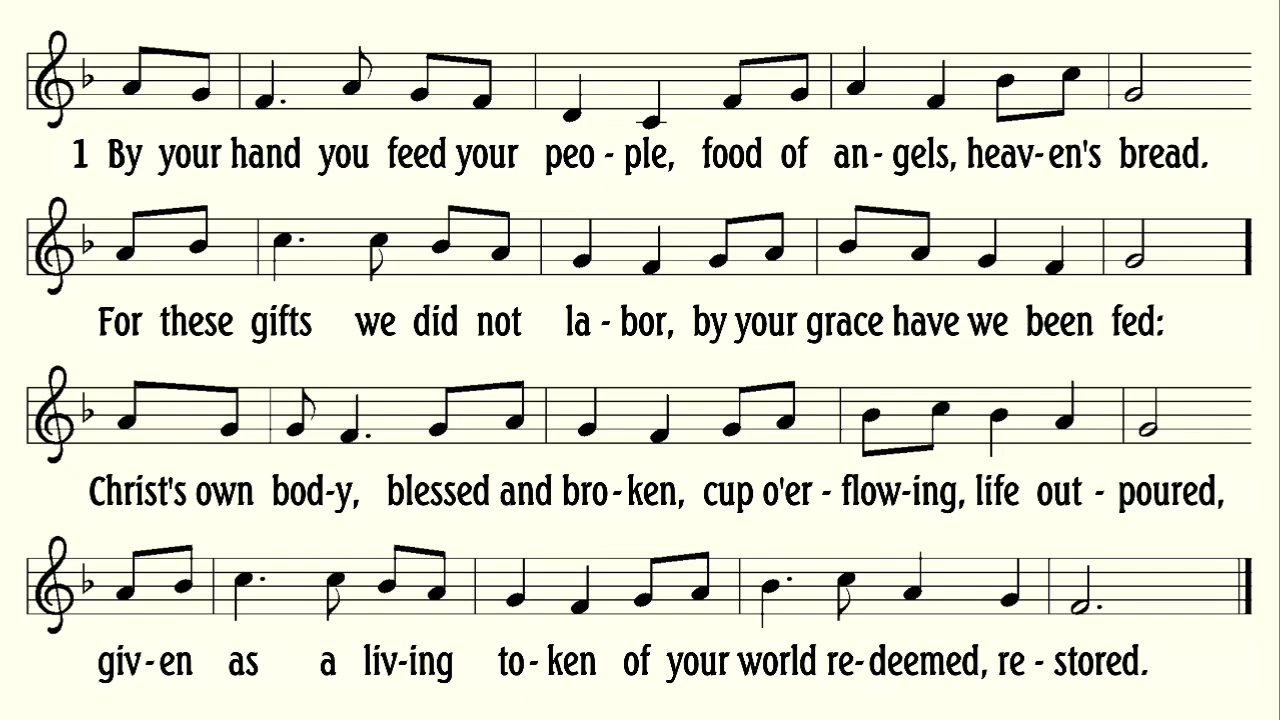 1 By your hand you feed your peo - ple, food of an - gels, heav - en's bread.
For these gifts we did not la - bor, by your grace have we been fed:
Christ's own bod - y, blessed and bro - ken, cup o'er - flow - ing, life out - poured,
giv - en as a liv - ing to - ken of your world re - deemed, re - stored.